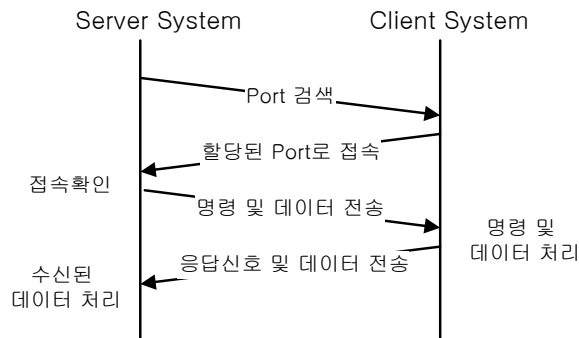 Server System
Client System
Port 검색
할당된 Port로 접속
접속확인
명령 및 데이터 전송
명령 및
데이터 처리
응답신호 및 데이터 전송
수신된
데이터 처리